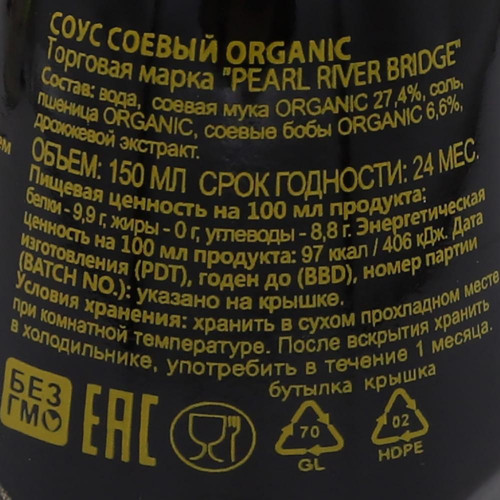 СОУС СОЕВЫЙ ORGANIC
Торговая марка "PEARL RIVER BRIDGE"
Состав: вода, соевая мука ORGANIC 27,4%, соль,
пшеница ORGANIC, соевые бобы ORGANIC 6,6%,
дрожжевой экстракт.
ОБЪЕМ: 150 МЛ СРОК ГОДНОСТИ: 24 МЕС.
Пищевая ценность на 100 мл продукта:
белки - 9,9 г, жиры - 0 г, углеводы - 8,8 г. Энергетическая
ценность на 100 мл продукта: 97 ккал / 406 кДж. Дата
изготовления (PDT), годен до (BBD), номер партии
(BATCH NO.): указано на крышке.
Условия хранения: хранить в сухом прохладном месте
при комнатной температуре. После вскрытия хранить
в холодильнике, употребить в течение 1 месяца.
бутылка крышка
БЕЗ
ГМО
EAC
70
GL
02
HDPE